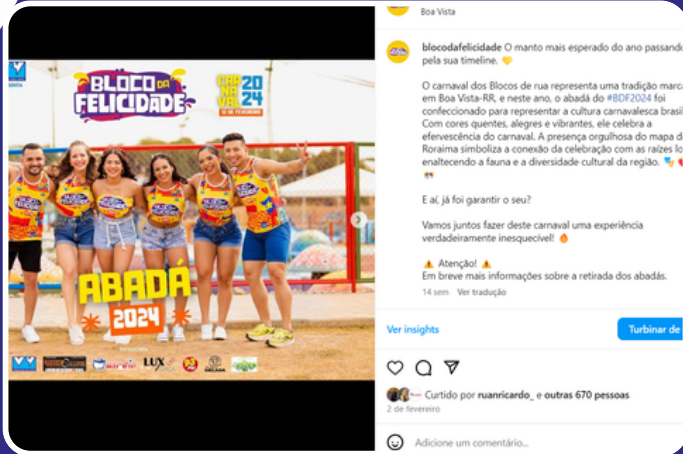 BLOCO DA
FELICIDADE
CAR 20
NA 24
VAL
ABADÁ
2024
LUX
Boa Vista
blocodafelicidade O manto mais esperado do ano passando
pela sua timeline. 💛
O carnaval dos Blocos de rua representa uma tradição marc
em Boa Vista-RR, e neste ano, o abadá do #BDF2024 foi
confeccionado para representar a cultura carnavalesca brasil
Com cores quentes, alegres e vibrantes, ele celebra a
efervescência do carnaval. A presença orgulhosa do mapa d
Roraima simboliza a conexão da celebração com as raízes lo
enaltecendo a fauna e a diversidade cultural da região.
E aí, já foi garantir o seu?
Vamos juntos fazer deste carnaval uma experiência
verdadeiramente inesquecível! 🔥
⚠️ Atenção! ⚠️
Em breve mais informações sobre a retirada dos abadás.
14 sem Ver tradução
Ver insights
Turbinar de
Curtido por ruanricardo_ e outras 670 pessoas
2 de fevereiro
Adicione um comentário...